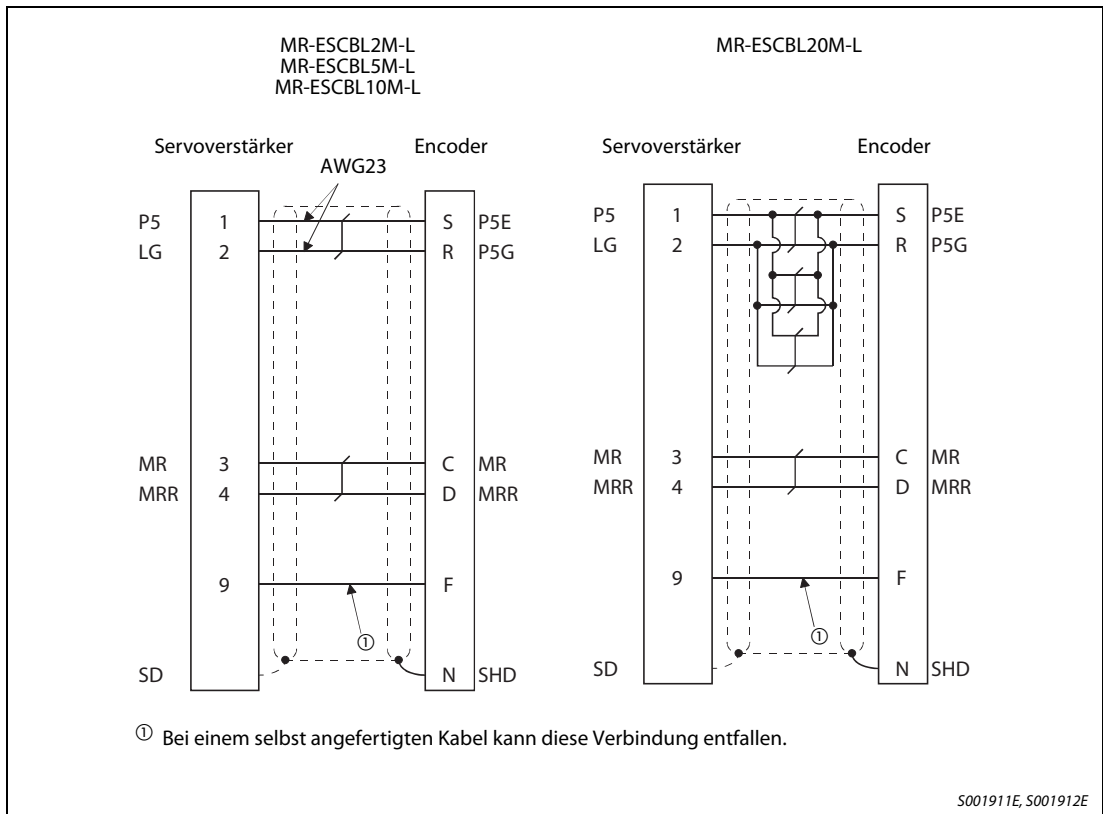 MR-ESCBL2M-L
MR-ESCBL5M-L
MR-ESCBL10M-L
MR-ESCBL20M-L
Servoverstärker Encoder
AWG23
P5 1 S P5E
LG 2 R P5G
MR 3 C MR
MRR 4 D MRR
9 F
①
SD N SHD
Servoverstärker Encoder
P5 1 S P5E
LG 2 R P5G
MR 3 C MR
MRR 4 D MRR
9 F
①
SD N SHD
① Bei einem selbst angefertigten Kabel kann diese Verbindung entfallen.
S001911E, S001912E